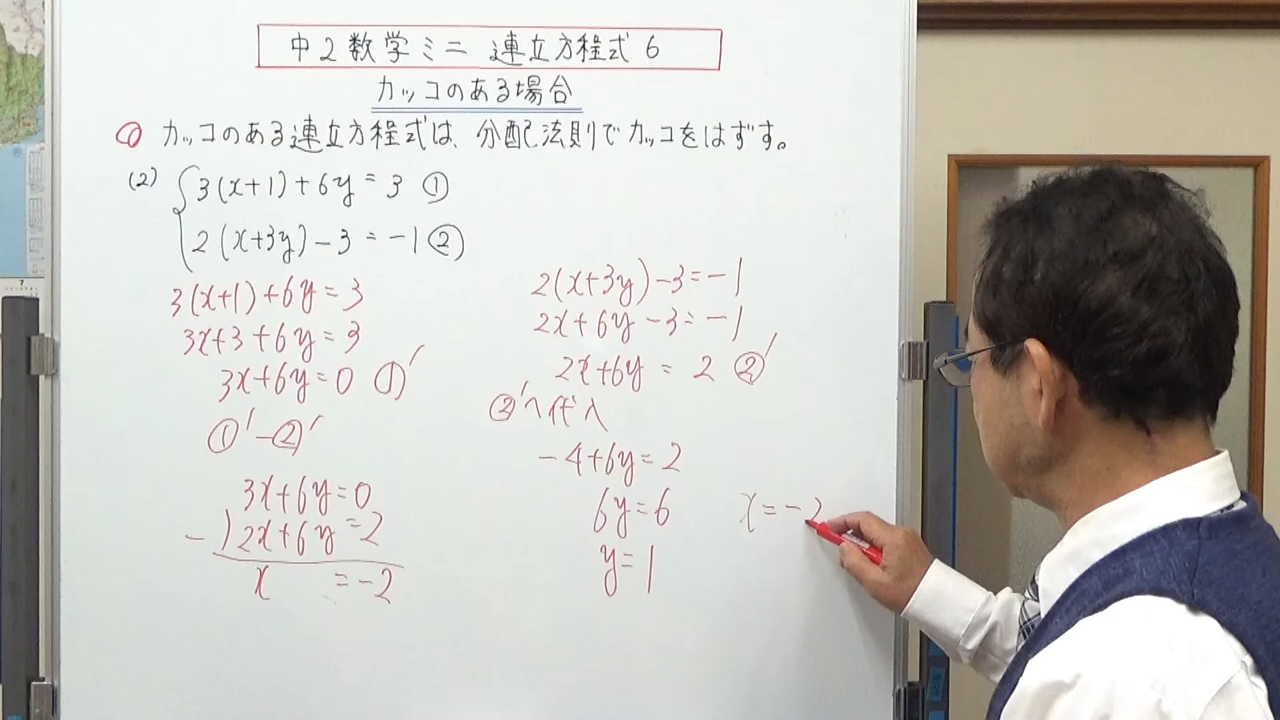 中2数学ミニ 連立方程式 6
カッコのある場合
① カッコのある連立方程式は、分配法則でカッコをはずす。
(2) 3(x+1)+6y=3 ①
2(x+3y)-3=-1 ②
3(x+1)+6y=3
3x+3+6y=3
3x+6y=0 ①′
①′-②′
3x+6y=0
-)2x+6y=2
x =-2
2(x+3y)-3=-1
2x+6y-3=-1
2x+6y=2 ②′
②′へ代入
-4+6y=2
6y=6
y=1
x=-2